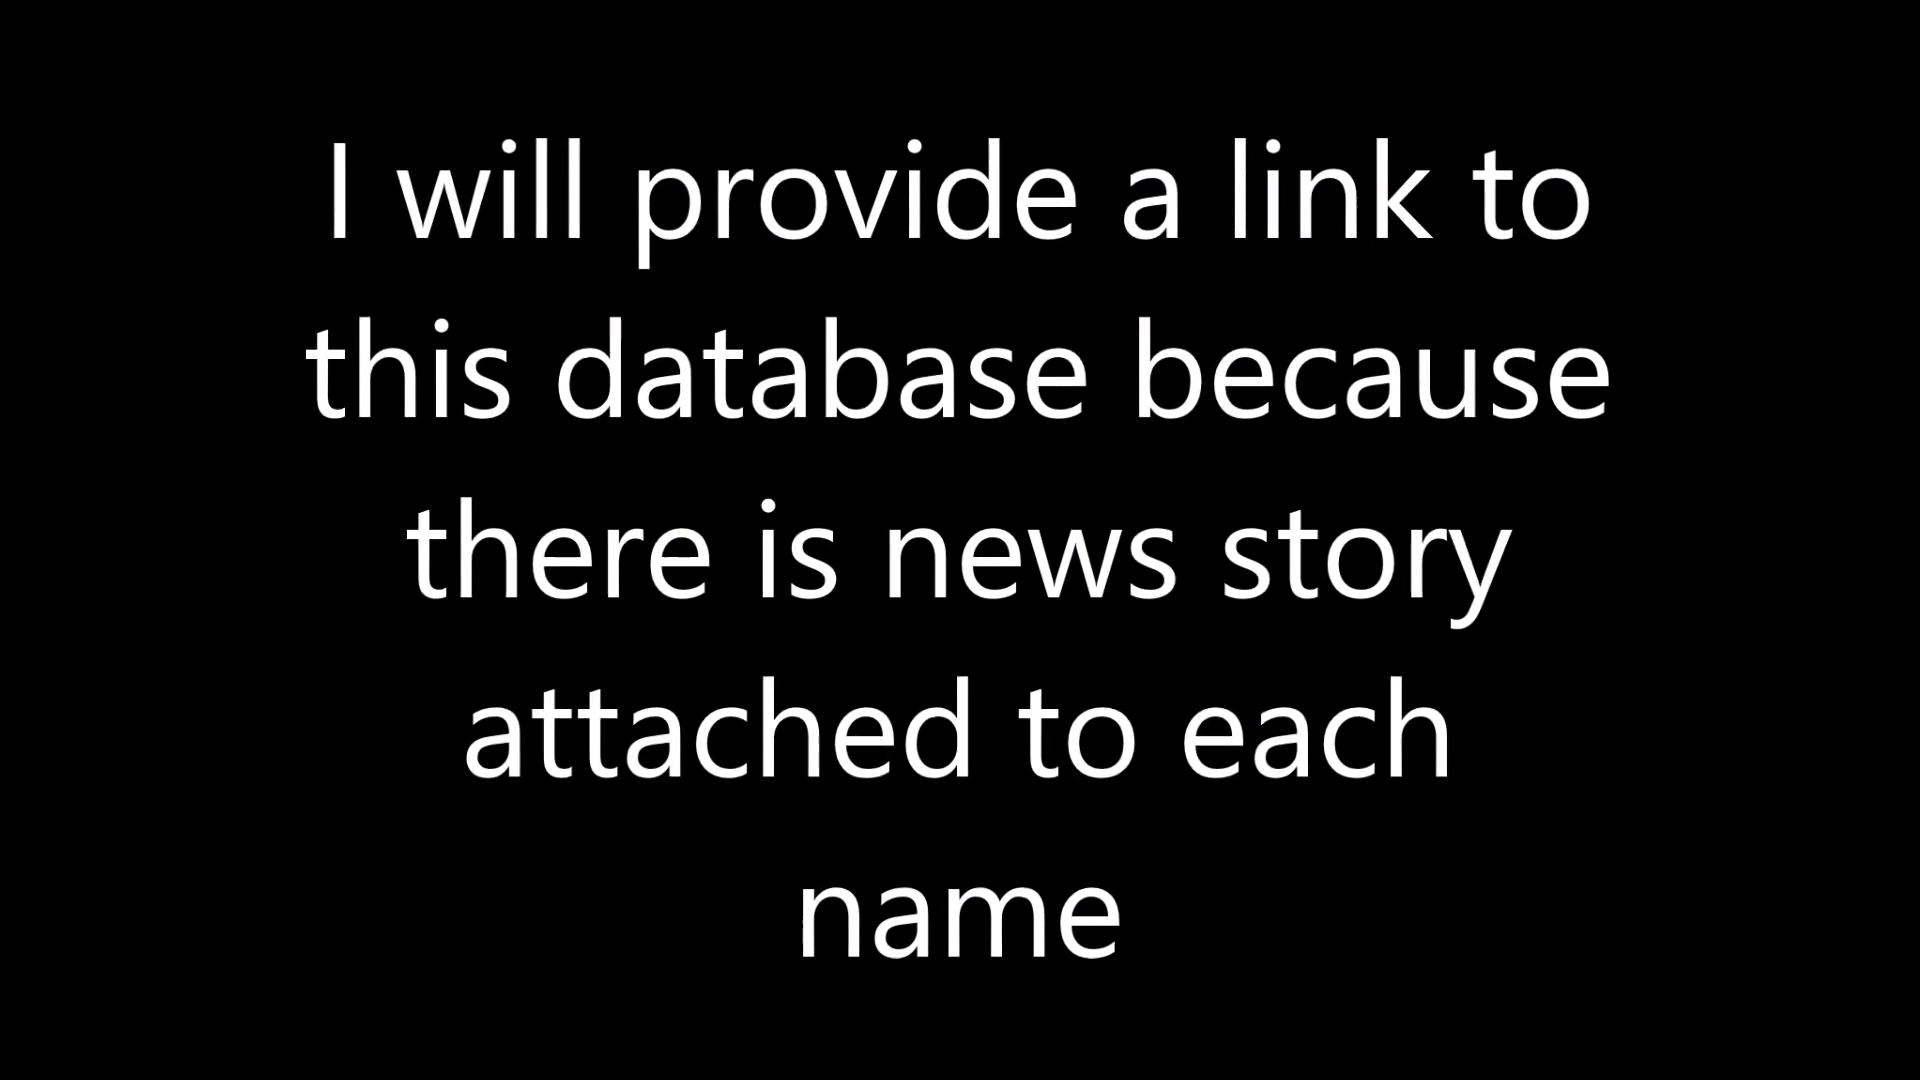 I will provide a link to
this database because
there is news story
attached to each
name